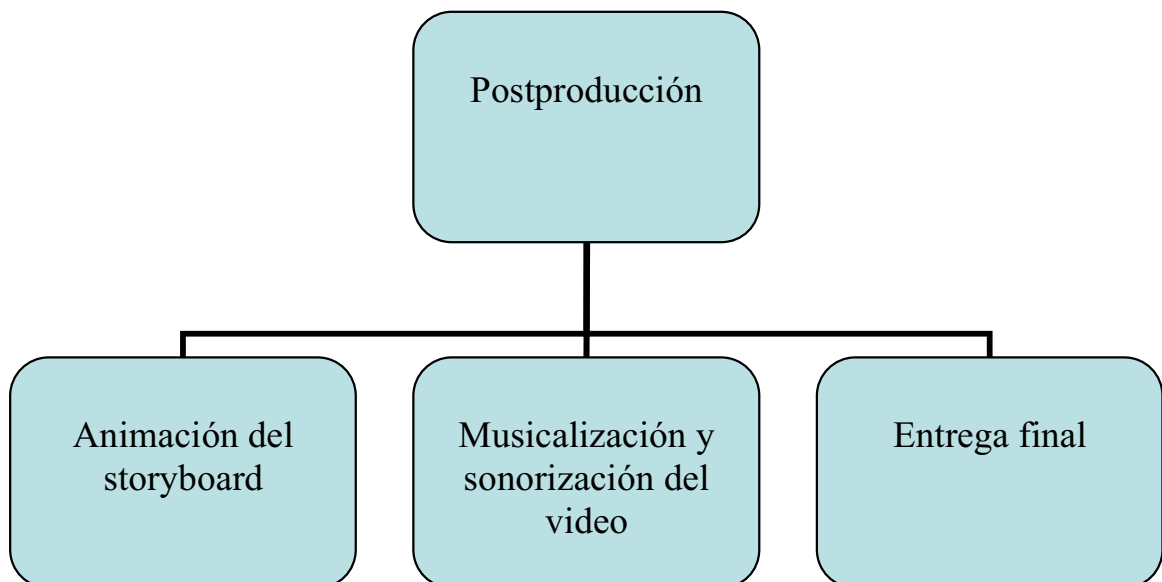 Postproducción
Animación del
storyboard
Musicalización y
sonorización del
video
Entrega final